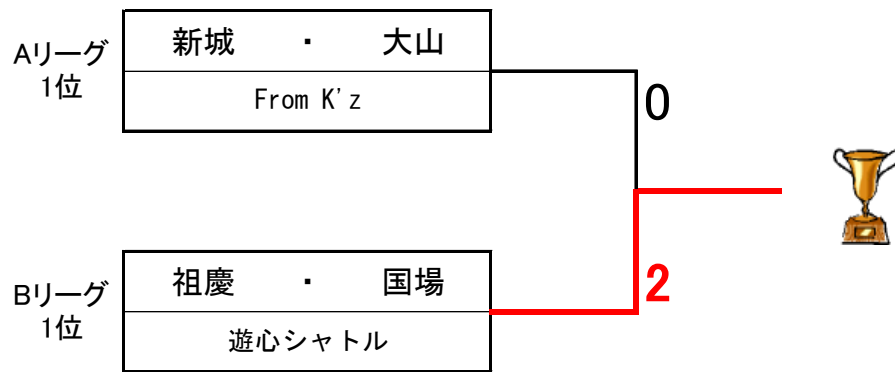 Aリーグ
1位
新城 ・ 大山
From K'z
0
Bリーグ
1位
祖慶 ・ 国場
遊心シャトル
2